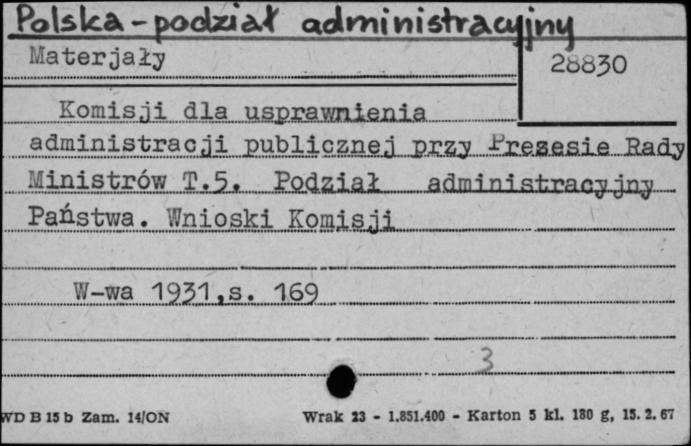 Polska - podział administracyjny
Materjały
28830
Komisji dla usprawnienia
administracji publicznej przy Prezesie Rady
Ministrów T.5. Podział administracyjny
Państwa. Wnioski Komisji
W-wa 1931,s. 169
3
WD B 15 b Zam. 14/ON
Wrak 23 - 1.851.400 - Karton 5 kl. 180 g, 15. 2. 67